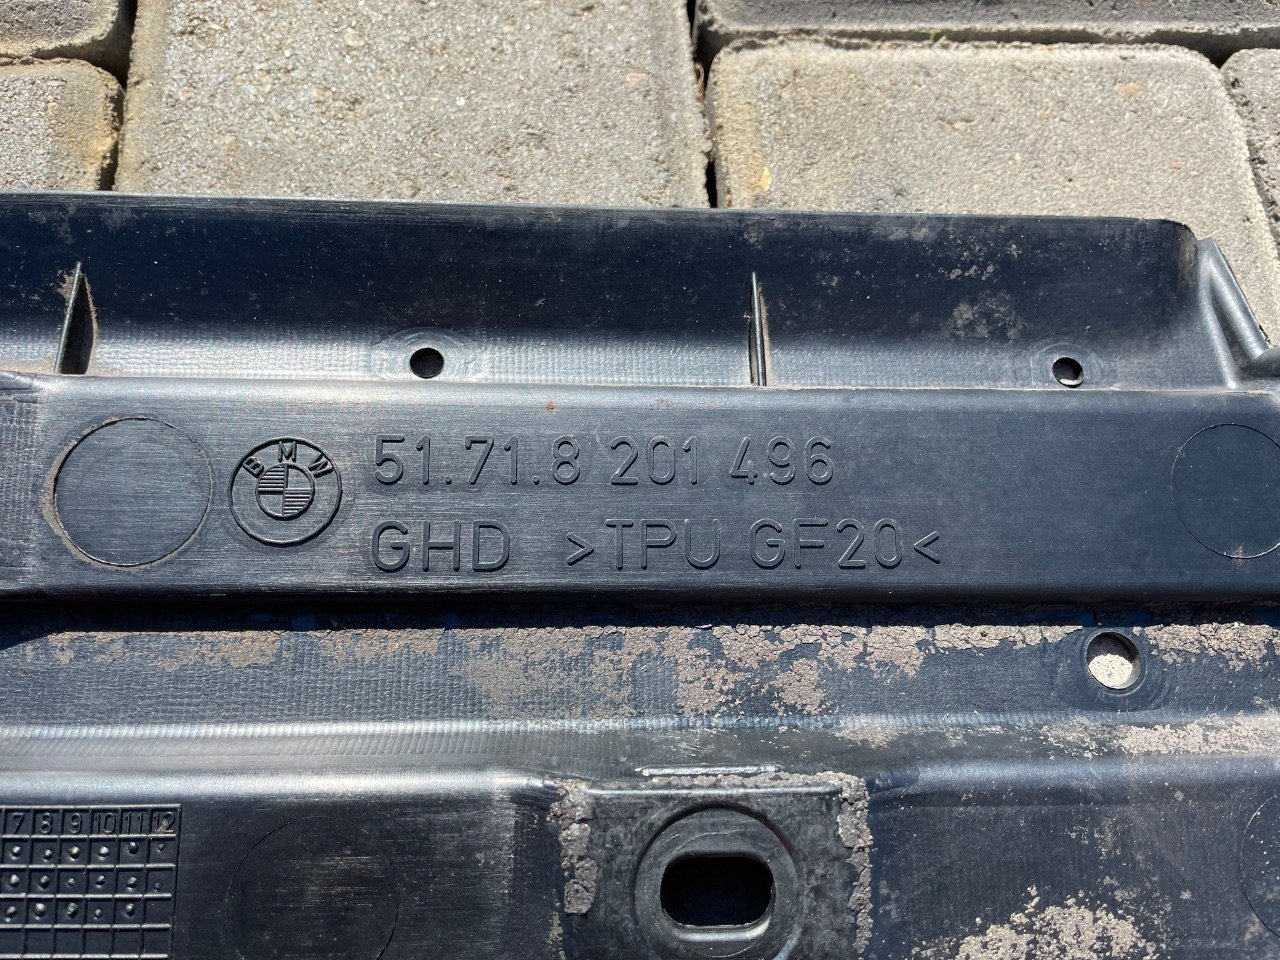 BMW
51.71.8 201 496
GHD >TPU GF20<
7 8 9 10 11 12